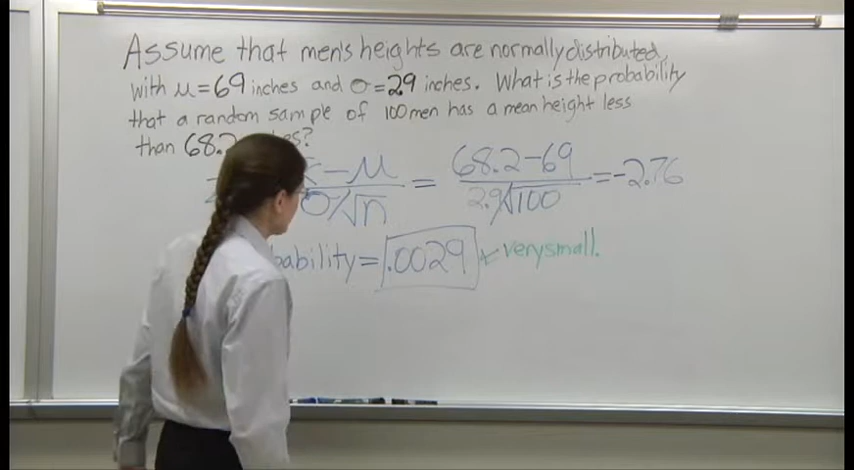 Assume that men's heights are normally distributed,
with μ=69 inches and σ=2.9 inches. What is the probability
that a random sample of 100 men has a mean height less
than 68.2
- μ / σ/√n = 68.2-69 / 2.9/√100 = -2.76
bability = .0029 ← very small.